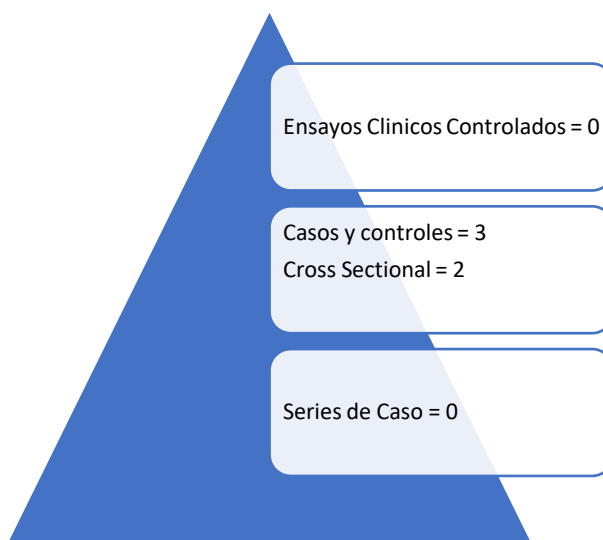 Ensayos Clinicos Controlados = 0
Casos y controles = 3
Cross Sectional = 2
Series de Caso = 0